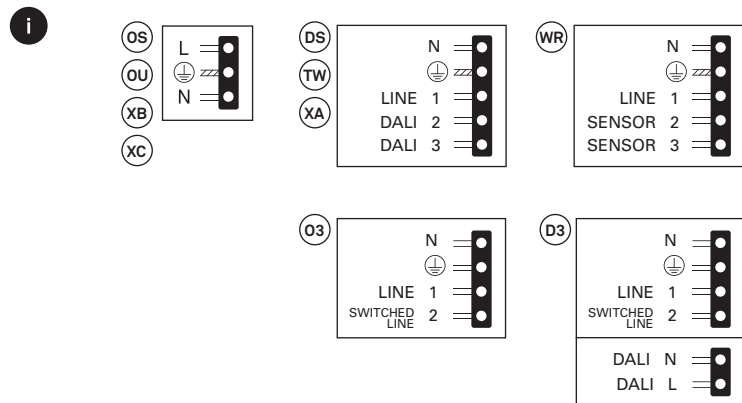 i
OS
OU
XB
XC
L
N
DS
TW
XA
N
LINE 1
DALI 2
DALI 3
WR
N
LINE 1
SENSOR 2
SENSOR 3
O3
N
LINE 1
SWITCHED
LINE 2
D3
N
LINE 1
SWITCHED
LINE 2
DALI N
DALI L